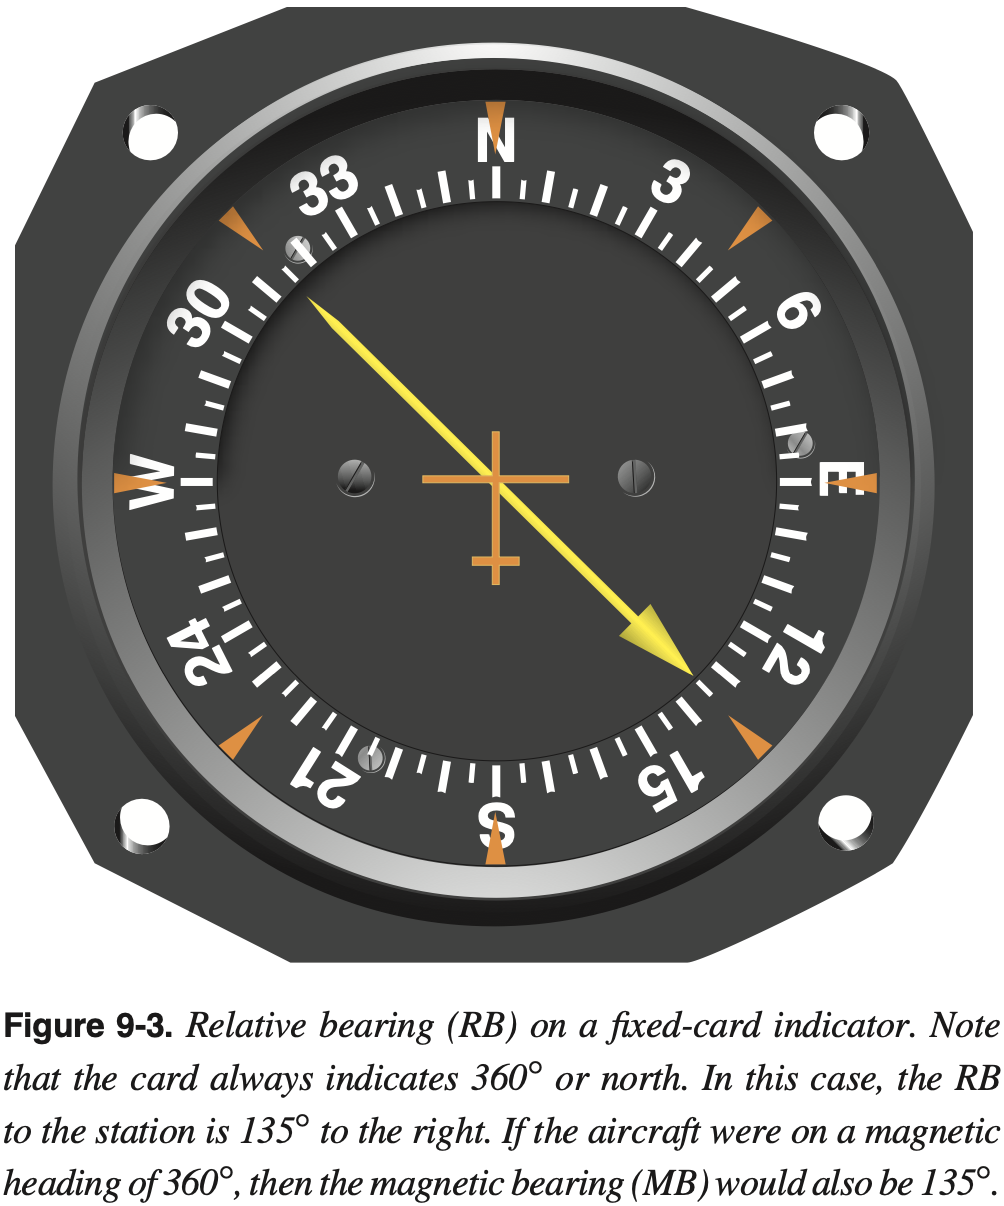 N
33
3
30
6
W
E
24
12
21
15
S
Figure 9-3. Relative bearing (RB) on a fixed-card indicator. Note
that the card always indicates 360° or north. In this case, the RB
to the station is 135° to the right. If the aircraft were on a magnetic
heading of 360°, then the magnetic bearing (MB) would also be 135°.